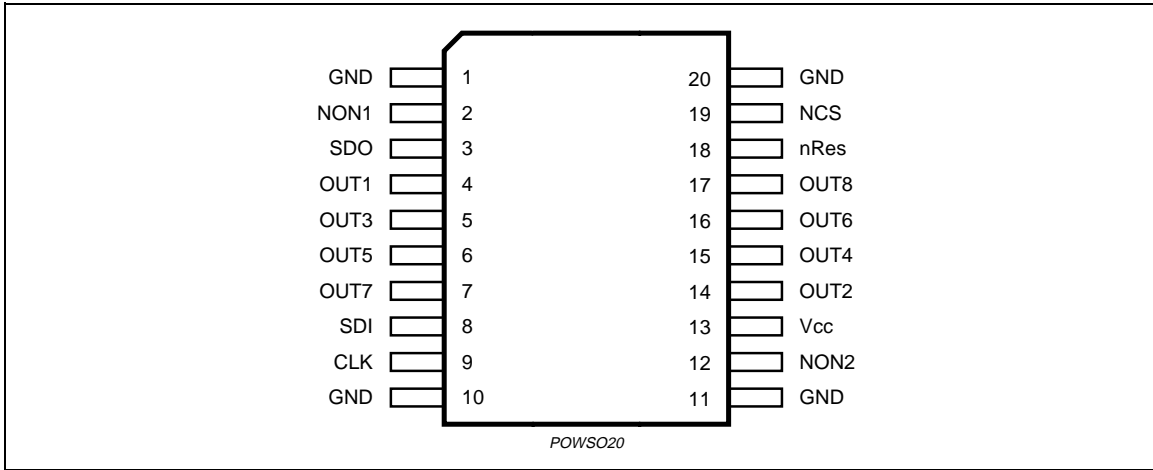 GND 1 20 GND
NON1 2 19 NCS
SDO 3 18 nRes
OUT1 4 17 OUT8
OUT3 5 16 OUT6
OUT5 6 15 OUT4
OUT7 7 14 OUT2
SDI 8 13 Vcc
CLK 9 12 NON2
GND 10 11 GND
POWSO20